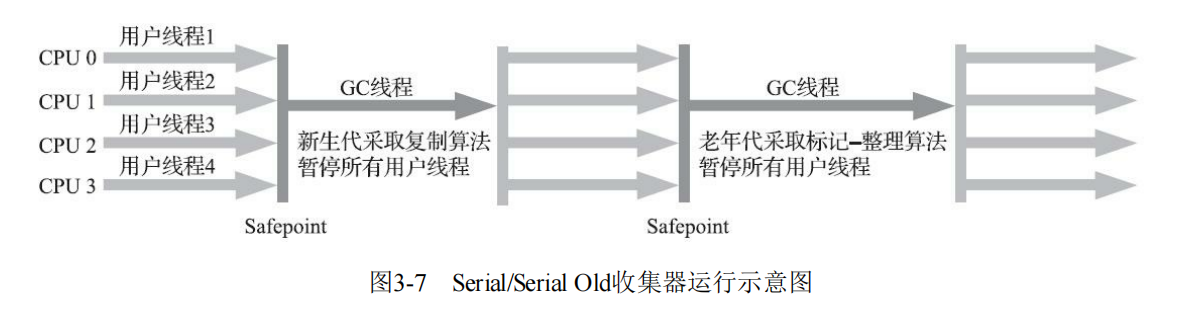 CPU 0 用户线程1
CPU 1 用户线程2
CPU 2 用户线程3
CPU 3 用户线程4
GC线程
新生代采取复制算法
暂停所有用户线程
GC线程
老年代采取标记–整理算法
暂停所有用户线程
Safepoint
Safepoint
图3-7 Serial/Serial Old收集器运行示意图